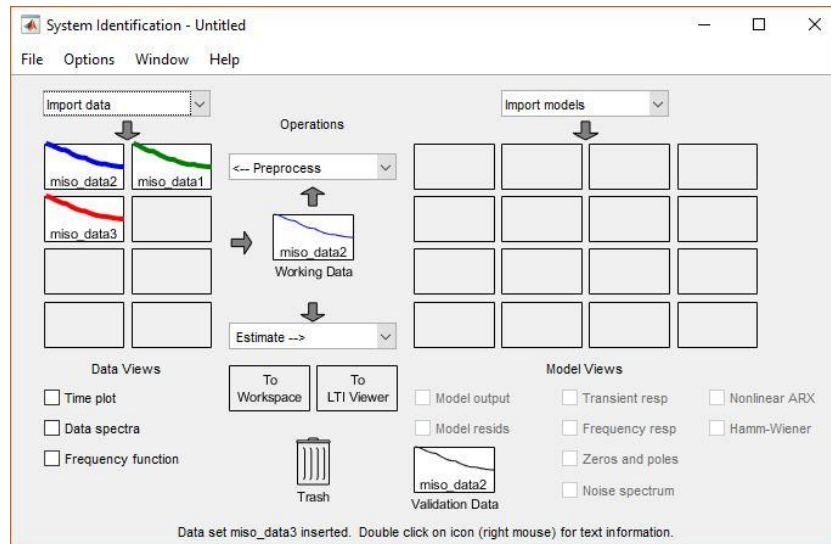 System Identification - Untitled
File Options Window Help
Import data
Operations
Import models
miso_data2 miso_data1
<-- Preprocess
miso_data3
miso_data2
Working Data
Estimate -->
Data Views
Time plot
Data spectra
Frequency function
To Workspace
To LTI Viewer
Trash
Model Views
Model output Transient resp Nonlinear ARX
Model resids Frequency resp Hamm-Wiener
Zeros and poles
Noise spectrum
miso_data2
Validation Data
Data set miso_data3 inserted. Double click on icon (right mouse) for text information.